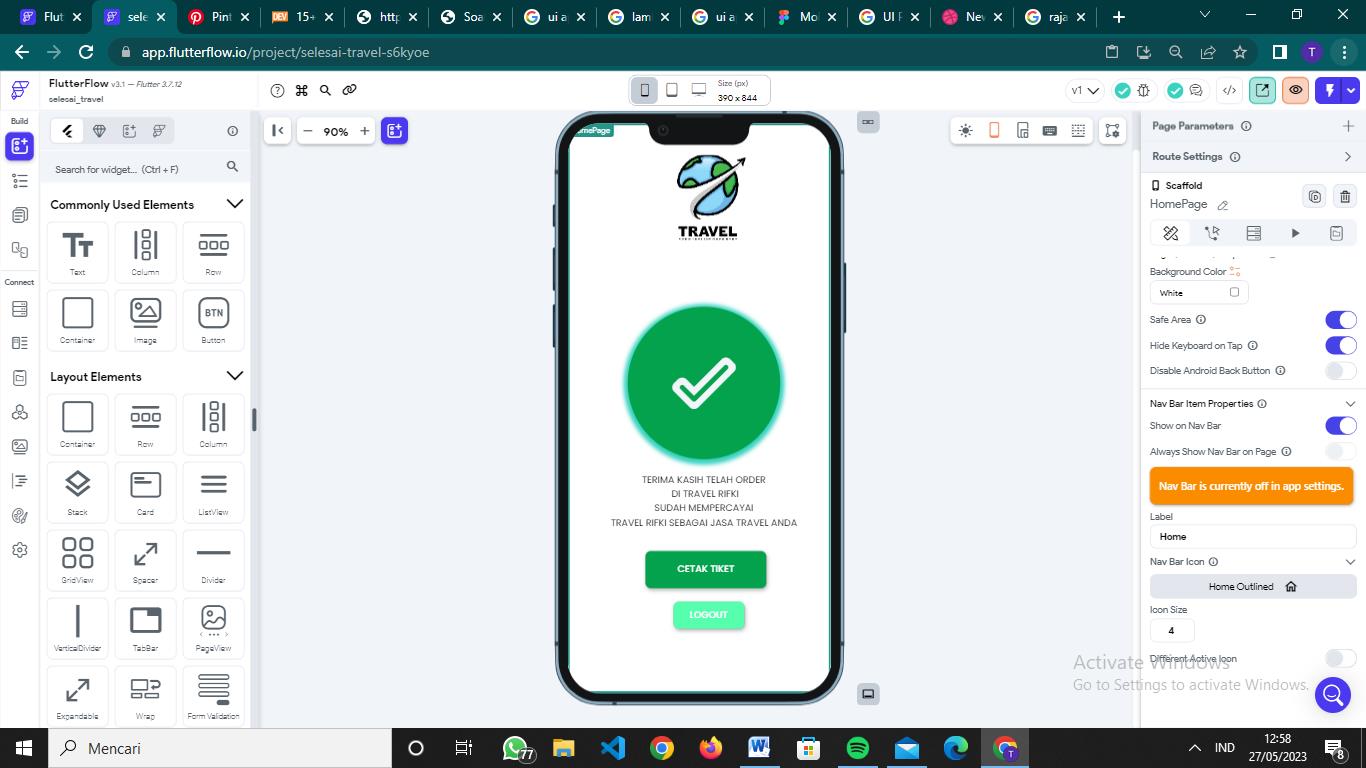 Flut
sele
Pint
DEV
15+
http
Soa
ui a
lam
ui a
Mo
UI
Nev
raja
app.flutterflow.io/project/selesai-travel-s6kyoe
T
FlutterFlow v3.1 — Flutter 3.7.12
selesai_travel
Size (px)
390 x 844
v1
Build
Connect
90%
Search for widget... (Ctrl + F)
Commonly Used Elements
Text
Column
Row
Container
Image
BTN
Button
Layout Elements
Container
Row
Column
Stack
Card
ListView
GridView
Spacer
Divider
VerticalDivider
TabBar
PageView
Expandable
Wrap
Form Validation
omePage
TRAVEL
TERIMA KASIH TELAH ORDER
DI TRAVEL RIFKI
SUDAH MEMPERCAYAI
TRAVEL RIFKI SEBAGAI JASA TRAVEL ANDA
CETAK TIKET
LOGOUT
Page Parameters
Route Settings
Scaffold
HomePage
Background Color
White
Safe Area
Hide Keyboard on Tap
Disable Android Back Button
Nav Bar Item Properties
Show on Nav Bar
Always Show Nav Bar on Page
Nav Bar is currently off in app settings.
Label
Home
Nav Bar Icon
Home Outlined
Icon Size
4
Different Active Icon
Activate Windows
Go to Settings to activate Windows.
Mencari
77
T
IND
12:58
27/05/2023
8